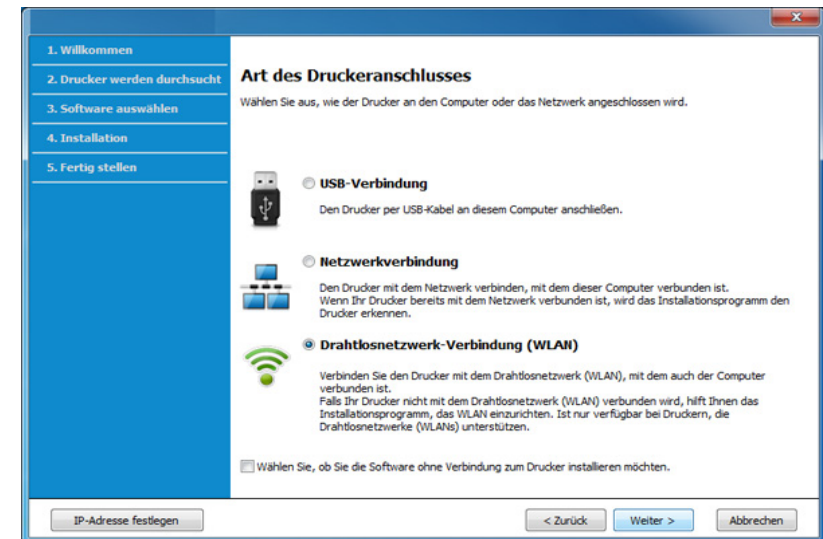 1. Willkommen
2. Drucker werden durchsucht
3. Software auswählen
4. Installation
5. Fertig stellen
Art des Druckeranschlusses
Wählen Sie aus, wie der Drucker an den Computer oder das Netzwerk angeschlossen wird.
USB-Verbindung
Den Drucker per USB-Kabel an diesem Computer anschließen.
Netzwerkverbindung
Den Drucker mit dem Netzwerk verbinden, mit dem dieser Computer verbunden ist.
Wenn Ihr Drucker bereits mit dem Netzwerk verbunden ist, wird das Installationsprogramm den
Drucker erkennen.
Drahtlosnetzwerk-Verbindung (WLAN)
Verbinden Sie den Drucker mit dem Drahtlosnetzwerk (WLAN), mit dem auch der Computer
verbunden ist.
Falls Ihr Drucker nicht mit dem Drahtlosnetzwerk (WLAN) verbunden wird, hilft Ihnen das
Installationsprogramm, das WLAN einzurichten. Ist nur verfügbar bei Druckern, die
Drahtlosnetzwerke (WLANs) unterstützen.
Wählen Sie, ob Sie die Software ohne Verbindung zum Drucker installieren möchten.
IP-Adresse festlegen
< Zurück
Weiter >
Abbrechen